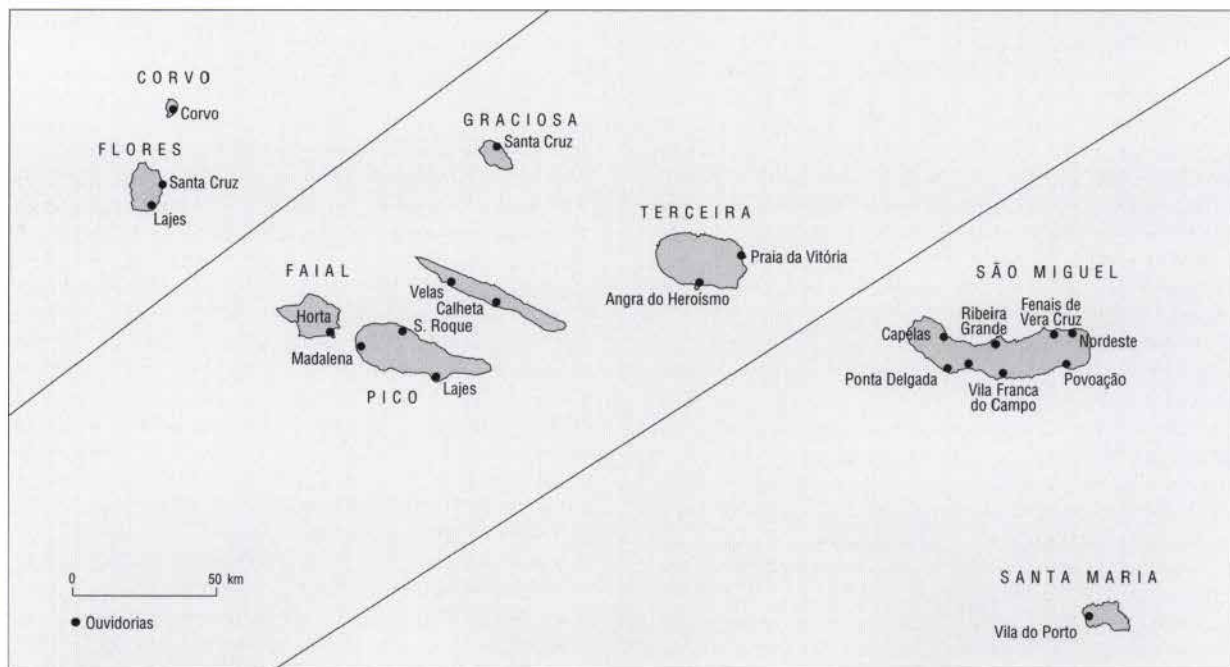 CORVO
Corvo
FLORES
Santa Cruz
Lajes
GRACIOSA
Santa Cruz
TERCEIRA
Praia da Vitória
Angra do Heroísmo
FAIAL
Horta
Velas
Calheta
S. Roque
Madalena
Lajes
PICO
SÃO MIGUEL
Capelas
Ribeira
Grande
Fenais de
Vera Cruz
Nordeste
Ponta Delgada
Vila Franca
do Campo
Povoação
SANTA MARIA
Vila do Porto
0 50 km
Ouvidorias